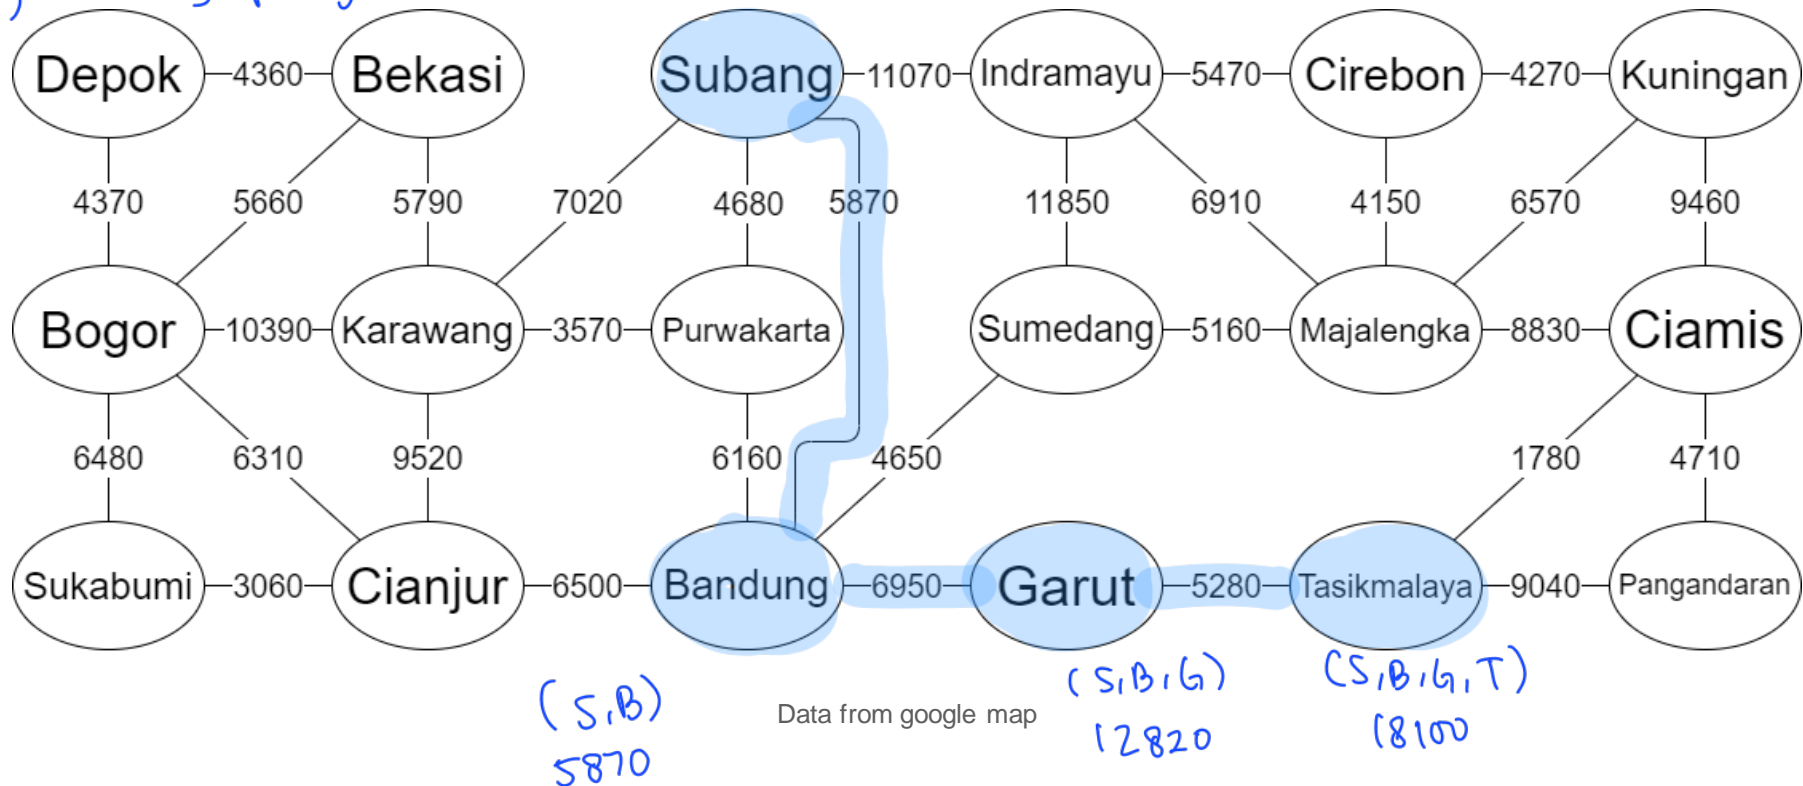 Depok 4360 Bekasi Subang 11070 Indramayu 5470 Cirebon 4270 Kuningan
4370 5660 5790 7020 4680 5870 11850 6910 4150 6570 9460
Bogor 10390 Karawang 3570 Purwakarta Sumedang 5160 Majalengka 8830 Ciamis
6480 6310 9520 6160 4650 1780 4710
Sukabumi 3060 Cianjur 6500 Bandung 6950 Garut 5280 Tasikmalaya 9040 Pangandaran
(S,B) (S,B,G) (S,B,G,T)
5870 Data from google map 12820 18100